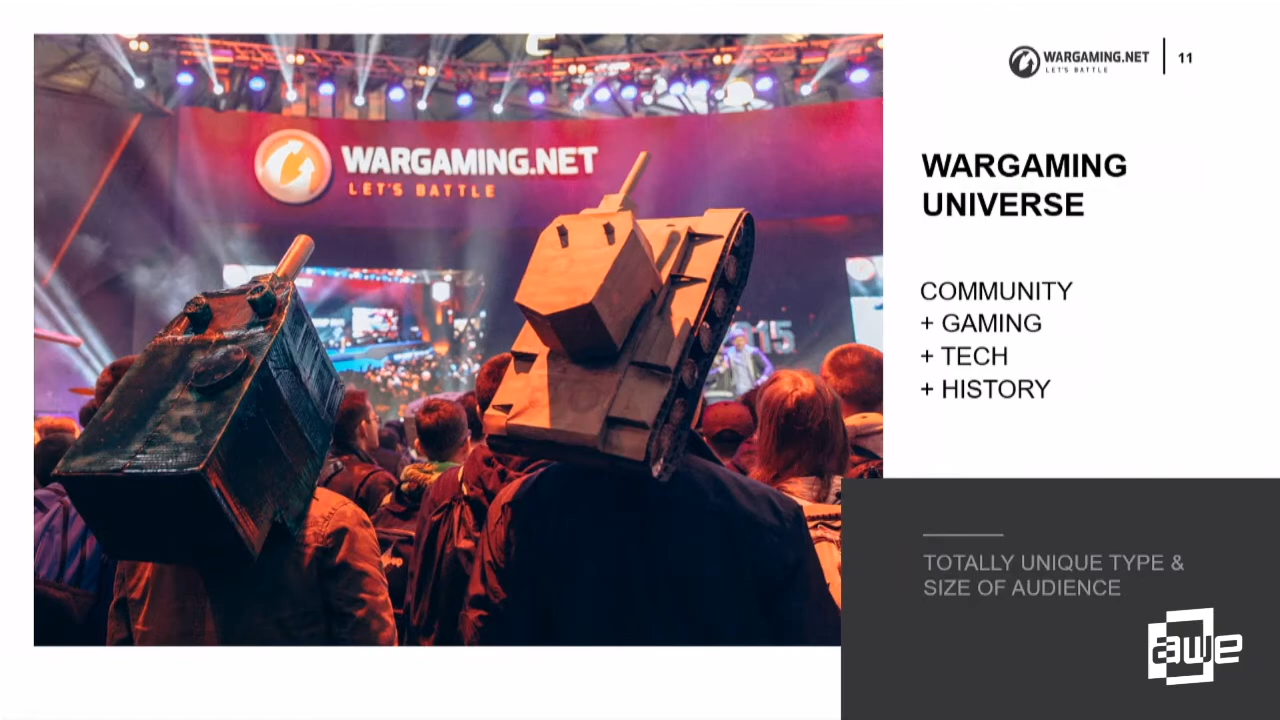 WARGAMING.NET
LET'S BATTLE
11
WARGAMING.NET
LET'S BATTLE
2015
WARGAMING
UNIVERSE
COMMUNITY
+ GAMING
+ TECH
+ HISTORY
TOTALLY UNIQUE TYPE &
SIZE OF AUDIENCE
awe